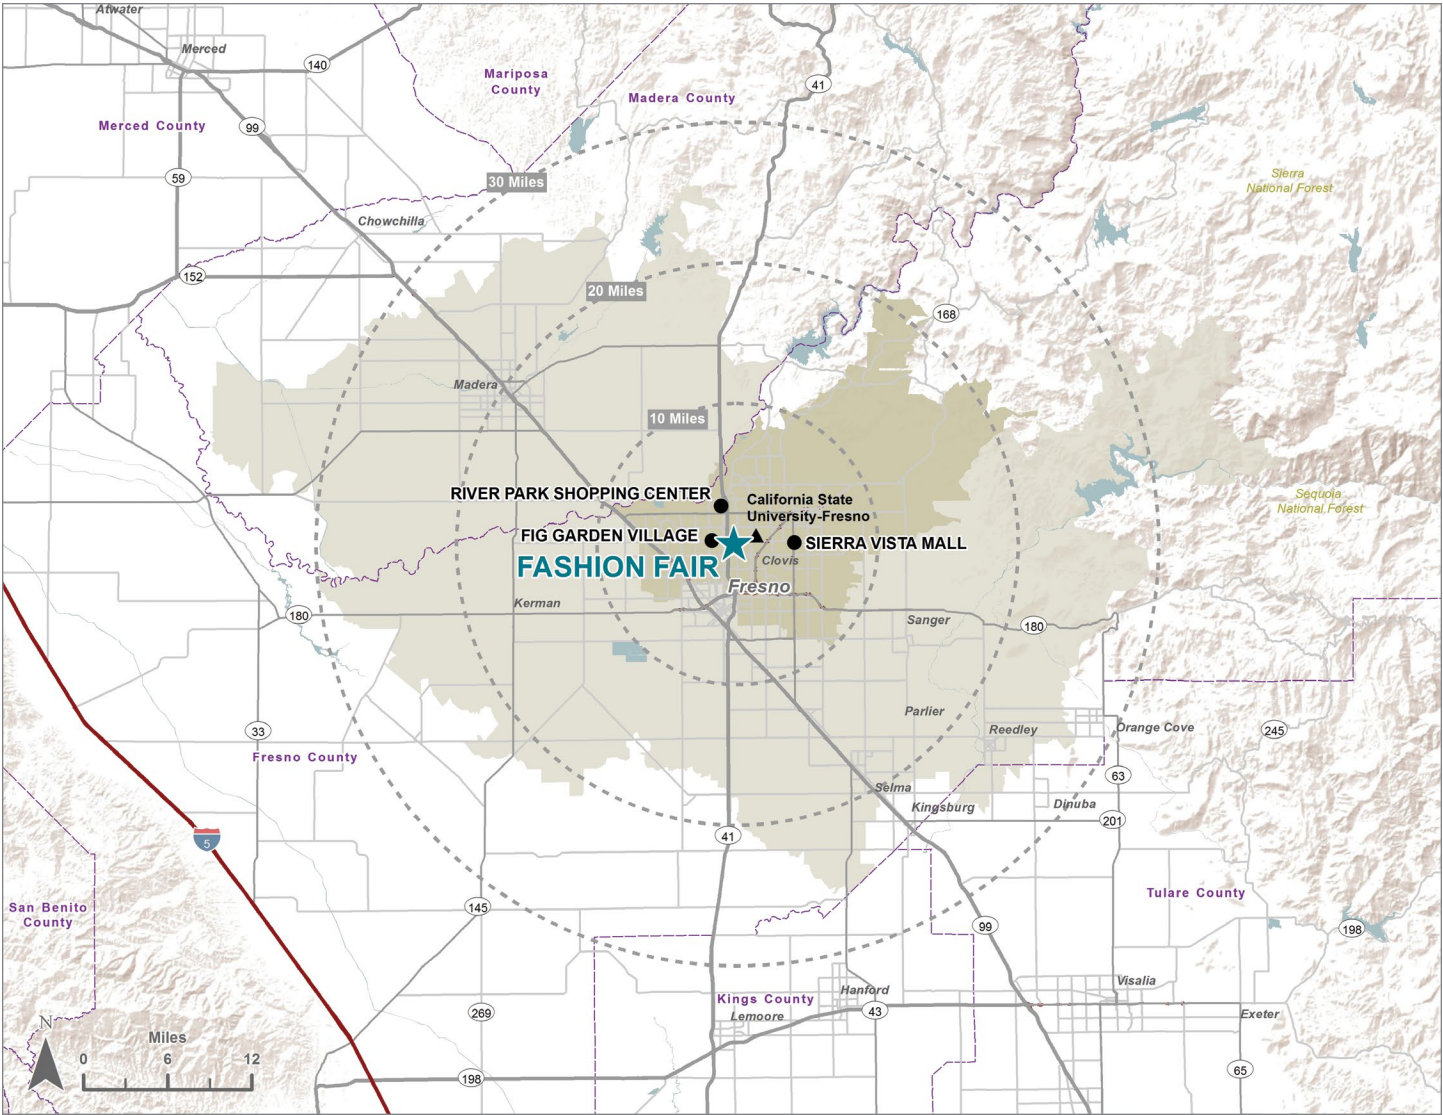 Atwater
Merced
140
Mariposa
County
Madera County
41
Merced County
99
59
30 Miles
Sierra
National Forest
Chowchilla
152
20 Miles
168
Madera
10 Miles
RIVER PARK SHOPPING CENTER
California State
University-Fresno
Sequoia
National Forest
FIG GARDEN VILLAGE
SIERRA VISTA MALL
FASHION FAIR
Clovis
Fresno
Kerman
180
Sanger
180
Parlier
Reedley
Orange Cove
245
33
Fresno County
63
Selma
Kingsburg
Dinuba
201
41
5
Tulare County
San Benito
County
145
99
198
Visalia
Hanford
Kings County
Lemoore
43
Exeter
269
N
Miles
0 6 12
198
65